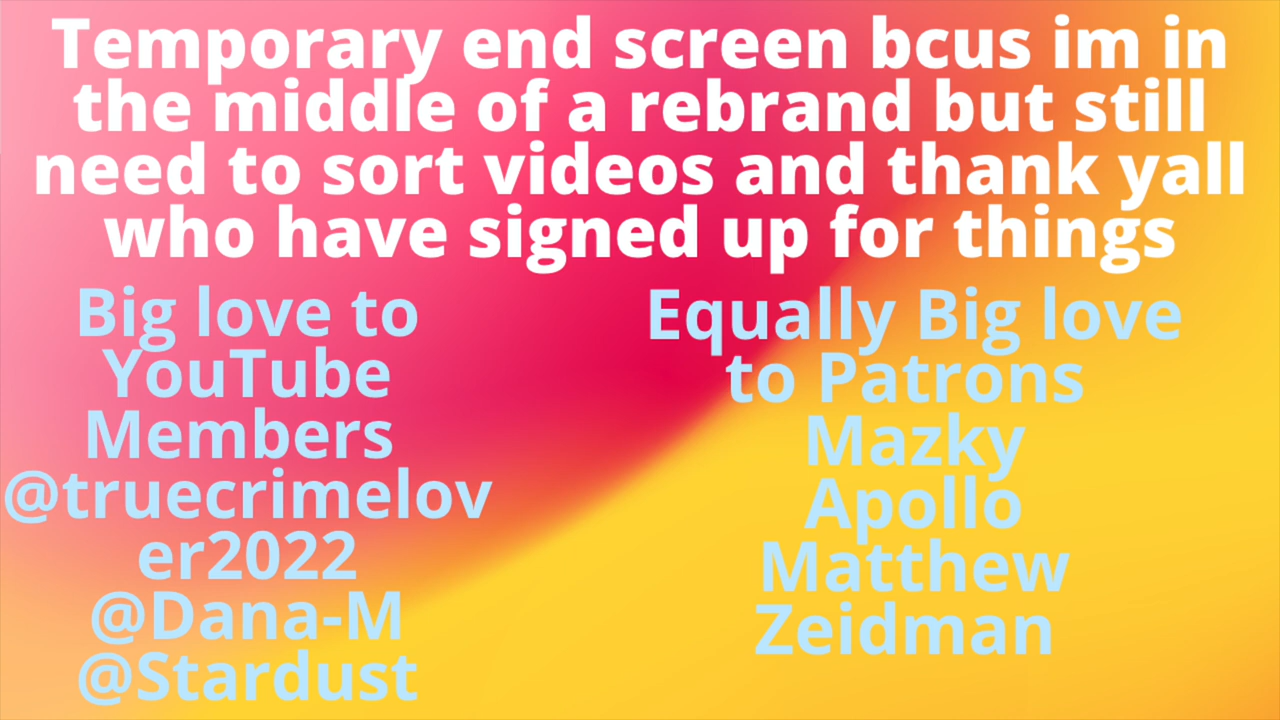 Temporary end screen bcus im in
the middle of a rebrand but still
need to sort videos and thank yall
who have signed up for things
Big love to
YouTube
Members
@truecrimelov
er2022
@Dana-M
@Stardust
Equally Big love
to Patrons
Mazky
Apollo
Matthew
Zeidman